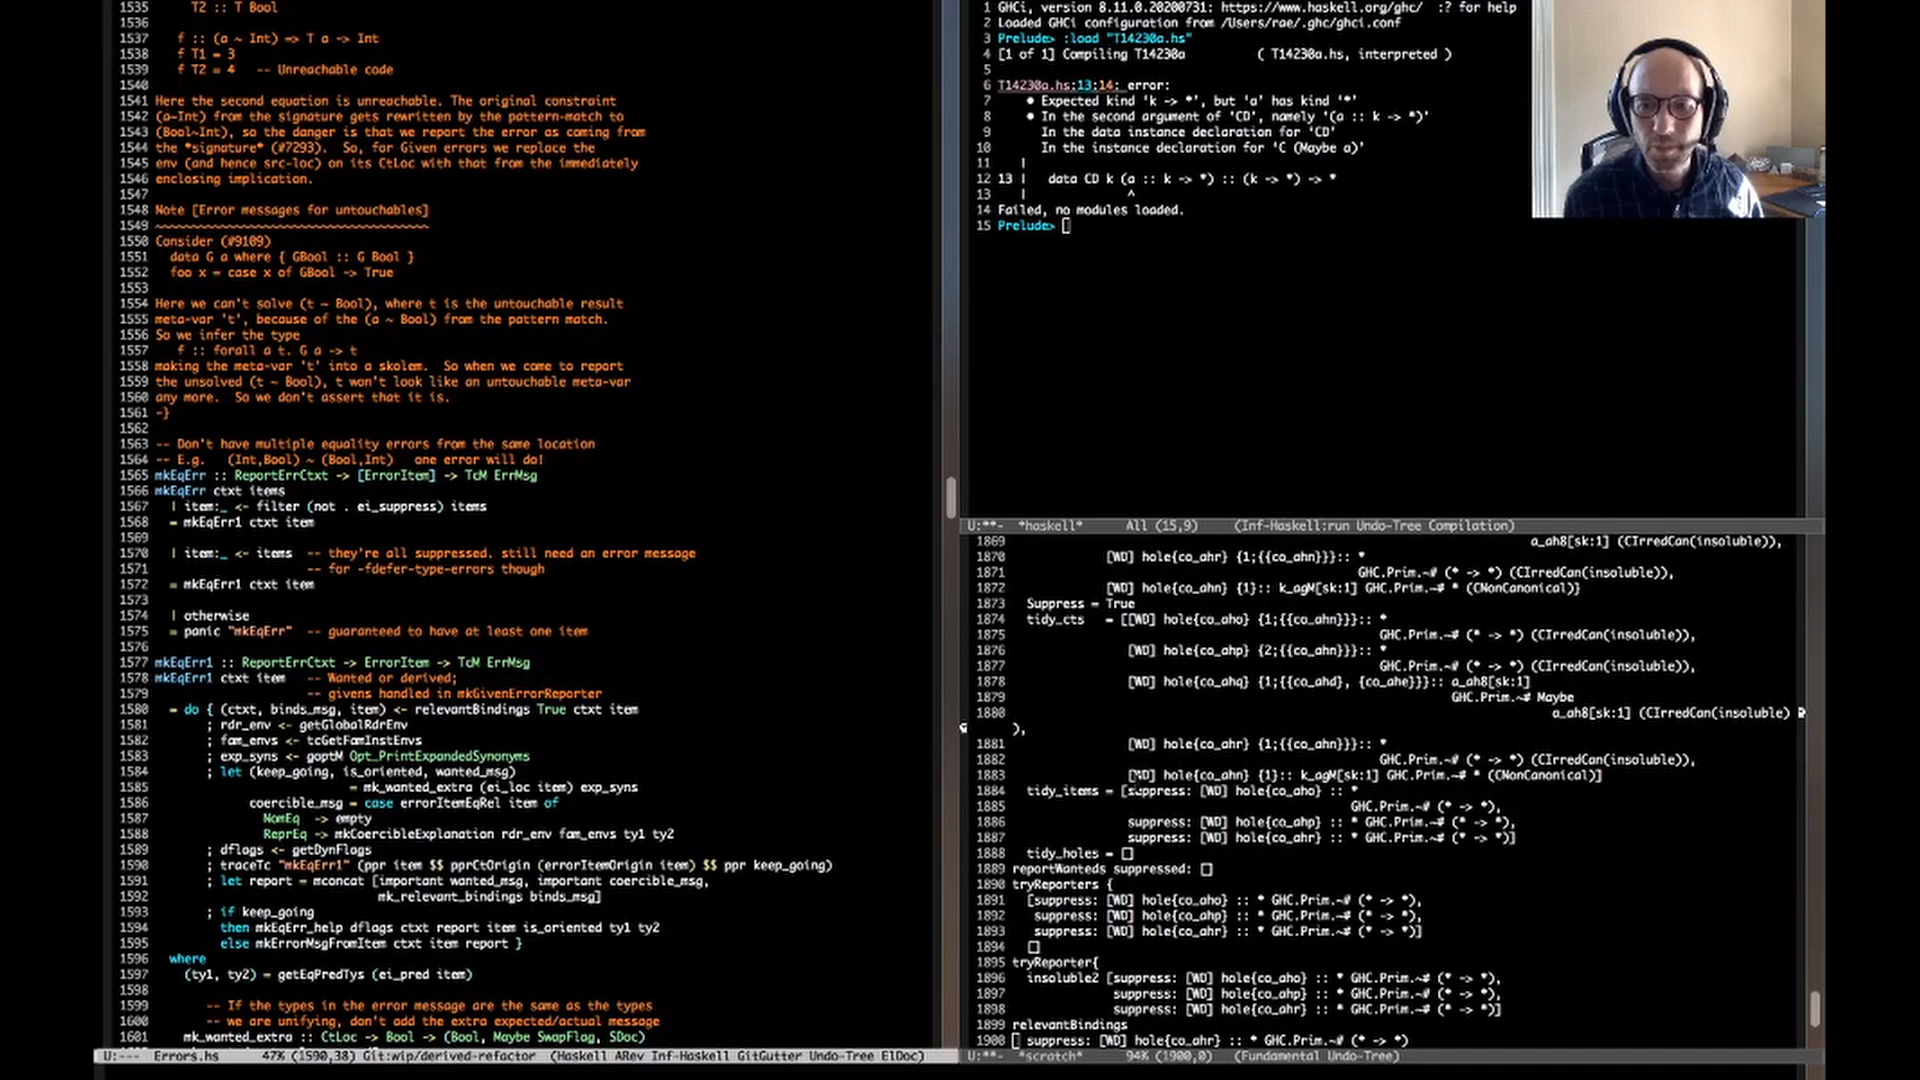 1535 T2 :: T Bool
1536
1537 f :: (a ~ Int) => T a -> Int
1538 f T1 = 3
1539 f T2 = 4 -- Unreachable code
1540
1541 Here the second equation is unreachable. The original constraint
1542 (a~Int) from the signature gets rewritten by the pattern-match to
1543 (Bool~Int), so the danger is that we report the error as coming from
1544 the *signature* (#7293). So, for Given errors we replace the
1545 env (and hence src-loc) on its CtLoc with that from the immediately
1546 enclosing implication.
1547
1548 Note [Error messages for untouchables]
1549 ~~~~~~~~~~~~~~~~~~~~~~~~~~~~~~~~~~~~~~
1550 Consider (#9109)
1551 data G a where { GBool :: G Bool }
1552 foo x = case x of GBool -> True
1553
1554 Here we can't solve (t ~ Bool), where t is the untouchable result
1555 meta-var 't', because of the (a ~ Bool) from the pattern match.
1556 So we infer the type
1557 f :: forall a t. G a -> t
1558 making the meta-var 't' into a skolem. So when we come to report
1559 the unsolved (t ~ Bool), t won't look like an untouchable meta-var
1560 any more. So we don't assert that it is.
1561 -}
1562
1563 -- Don't have multiple equality errors from the same location
1564 -- E.g. (Int,Bool) ~ (Bool,Int) one error will do!
1565 mkEqErr :: ReportErrCtxt -> [ErrorItem] -> TcM ErrMsg
1566 mkEqErr ctxt items
1567 | item:_ <- filter (not . ei_suppress) items
1568 = mkEqErr1 ctxt item
1569
1570 | item:_ <- items -- they're all suppressed. still need an error message
1571 -- for -fdefer-type-errors though
1572 = mkEqErr1 ctxt item
1573
1574 | otherwise
1575 = panic "mkEqErr" -- guaranteed to have at least one item
1576
1577 mkEqErr1 :: ReportErrCtxt -> ErrorItem -> TcM ErrMsg
1578 mkEqErr1 ctxt item -- Wanted or derived;
1579 -- givens handled in mkGivenErrorReporter
1580 = do { (ctxt, binds_msg, item) <- relevantBindings True ctxt item
1581 ; rdr_env <- getGlobalRdrEnv
1582 ; fam_envs <- tcGetFamInstEnvs
1583 ; exp_syns <- goptM Opt_PrintExpandedSynonyms
1584 ; let (keep_going, is_oriented, wanted_msg)
1585 = mk_wanted_extra (ei_loc item) exp_syns
1586 coercible_msg = case errorItemEqRel item of
1587 NomEq -> empty
1588 ReprEq -> mkCoercibleExplanation rdr_env fam_envs ty1 ty2
1589 ; dflags <- getDynFlags
1590 ; traceTc "mkEqErr1" (ppr item $$ pprCtOrigin (errorItemOrigin item) $$ ppr keep_going)
1591 ; let report = mconcat [important wanted_msg, important coercible_msg,
1592 mk_relevant_bindings binds_msg]
1593 ; if keep_going
1594 then mkEqErr_help dflags ctxt report item is_oriented ty1 ty2
1595 else mkErrorMsgFromItem ctxt item report }
1596 where
1597 (ty1, ty2) = getEqPredTys (ei_pred item)
1598
1599 -- If the types in the error message are the same as the types
1600 -- we are unifying, don't add the extra expected/actual message
1601 mk_wanted_extra :: CtLoc -> Bool -> (Bool, Maybe SwapFlag, SDoc)
U:--- Errors.hs 47% (1590,38) Git:wip/derived-refactor (Haskell ARev Inf-Haskell GitGutter Undo-Tree ElDoc)
1 GHCi, version 8.11.0.20200731: https://www.haskell.org/ghc/ :? for help
2 Loaded GHCi configuration from /Users/rae/.ghc/ghci.conf
3 Prelude> :load "T14230a.hs"
4 [1 of 1] Compiling T14230a ( T14230a.hs, interpreted )
5
6 T14230a.hs:13:14: error:
7 • Expected kind 'k -> *', but 'a' has kind '*'
8 • In the second argument of 'CD', namely '(a :: k -> *)'
9 In the data instance declaration for 'CD'
10 In the instance declaration for 'C (Maybe a)'
11 |
12 13 | data CD k (a :: k -> *) :: (k -> *) -> *
13 | ^
14 Failed, no modules loaded.
15 Prelude>
U:**- *haskell* All (15,9) (Inf-Haskell:run Undo-Tree Compilation)
1869 a_ah8[sk:1] (CIrredCan(insoluble)),
1870 [WD] hole{co_ahr} {1;{{co_ahn}}}:: *
1871 GHC.Prim.~# (* -> *) (CIrredCan(insoluble)),
1872 [WD] hole{co_ahn} {1}:: k_agM[sk:1] GHC.Prim.~# * (CNonCanonical)}
1873 Suppress = True
1874 tidy_cts = [[WD] hole{co_aho} {1;{{co_ahn}}}:: *
1875 GHC.Prim.~# (* -> *) (CIrredCan(insoluble)),
1876 [WD] hole{co_ahp} {2;{{co_ahn}}}:: *
1877 GHC.Prim.~# (* -> *) (CIrredCan(insoluble)),
1878 [WD] hole{co_ahq} {1;{{co_ahd}, {co_ahe}}}:: a_ah8[sk:1]
1879 GHC.Prim.~# Maybe
1880 a_ah8[sk:1] (CIrredCan(insoluble)
),
1881 [WD] hole{co_ahr} {1;{{co_ahn}}}:: *
1882 GHC.Prim.~# (* -> *) (CIrredCan(insoluble)),
1883 [WD] hole{co_ahn} {1}:: k_agM[sk:1] GHC.Prim.~# * (CNonCanonical)]
1884 tidy_items = [suppress: [WD] hole{co_aho} :: *
1885 GHC.Prim.~# (* -> *),
1886 suppress: [WD] hole{co_ahp} :: * GHC.Prim.~# (* -> *),
1887 suppress: [WD] hole{co_ahr} :: * GHC.Prim.~# (* -> *)]
1888 tidy_holes = []
1889 reportWanteds suppressed: []
1890 tryReporters {
1891 [suppress: [WD] hole{co_aho} :: * GHC.Prim.~# (* -> *),
1892 suppress: [WD] hole{co_ahp} :: * GHC.Prim.~# (* -> *),
1893 suppress: [WD] hole{co_ahr} :: * GHC.Prim.~# (* -> *)]
1894 []
1895 tryReporter{
1896 insoluble2 [suppress: [WD] hole{co_aho} :: * GHC.Prim.~# (* -> *),
1897 suppress: [WD] hole{co_ahp} :: * GHC.Prim.~# (* -> *),
1898 suppress: [WD] hole{co_ahr} :: * GHC.Prim.~# (* -> *)]
1899 relevantBindings
1900 suppress: [WD] hole{co_ahr} :: * GHC.Prim.~# (* -> *)
U:**- *scratch* 94% (1900,0) (Fundamental Undo-Tree)